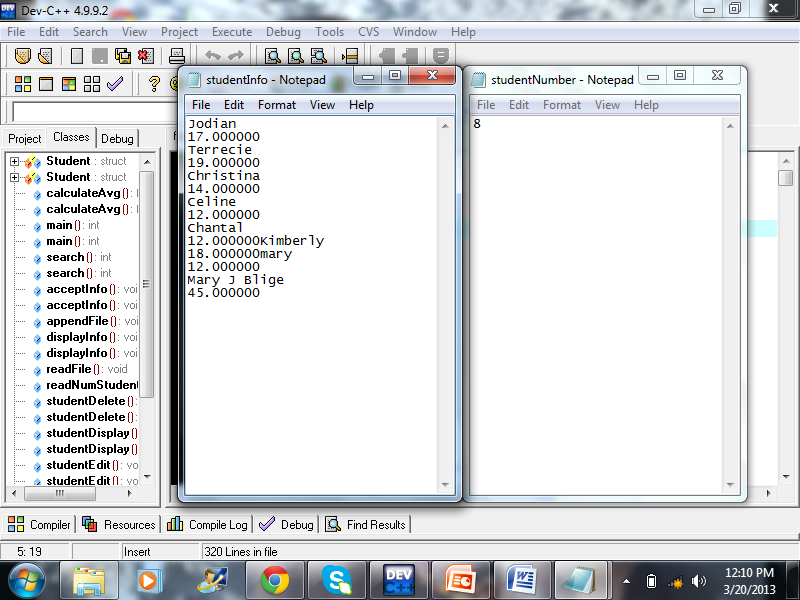 Dev-C++ 4.9.9.2
File Edit Search View Project Execute Debug Tools CVS Window Help
Project Classes Debug
Student : struct
Student : struct
calculateAvg():
calculateAvg():
main(): int
main(): int
search(): int
search(): int
acceptInfo(): voi
acceptInfo(): voi
appendFile(): voi
displayInfo(): voi
displayInfo(): voi
readFile(): void
readNumStudent
studentDelete():
studentDelete():
studentDisplay()
studentDisplay()
studentEdit(): vo
studentEdit(): vo
studentInfo - Notepad
File Edit Format View Help
Jodian
17.000000
Terrecie
19.000000
Christina
14.000000
Celine
12.000000
Chantal
12.000000Kimberly
18.000000mary
12.000000
Mary J Blige
45.000000
studentNumber - Notepad
File Edit Format View Help
8
Compiler Resources Compile Log Debug Find Results
5: 19 Insert 320 Lines in file
DEV C++
12:10 PM
3/20/2013